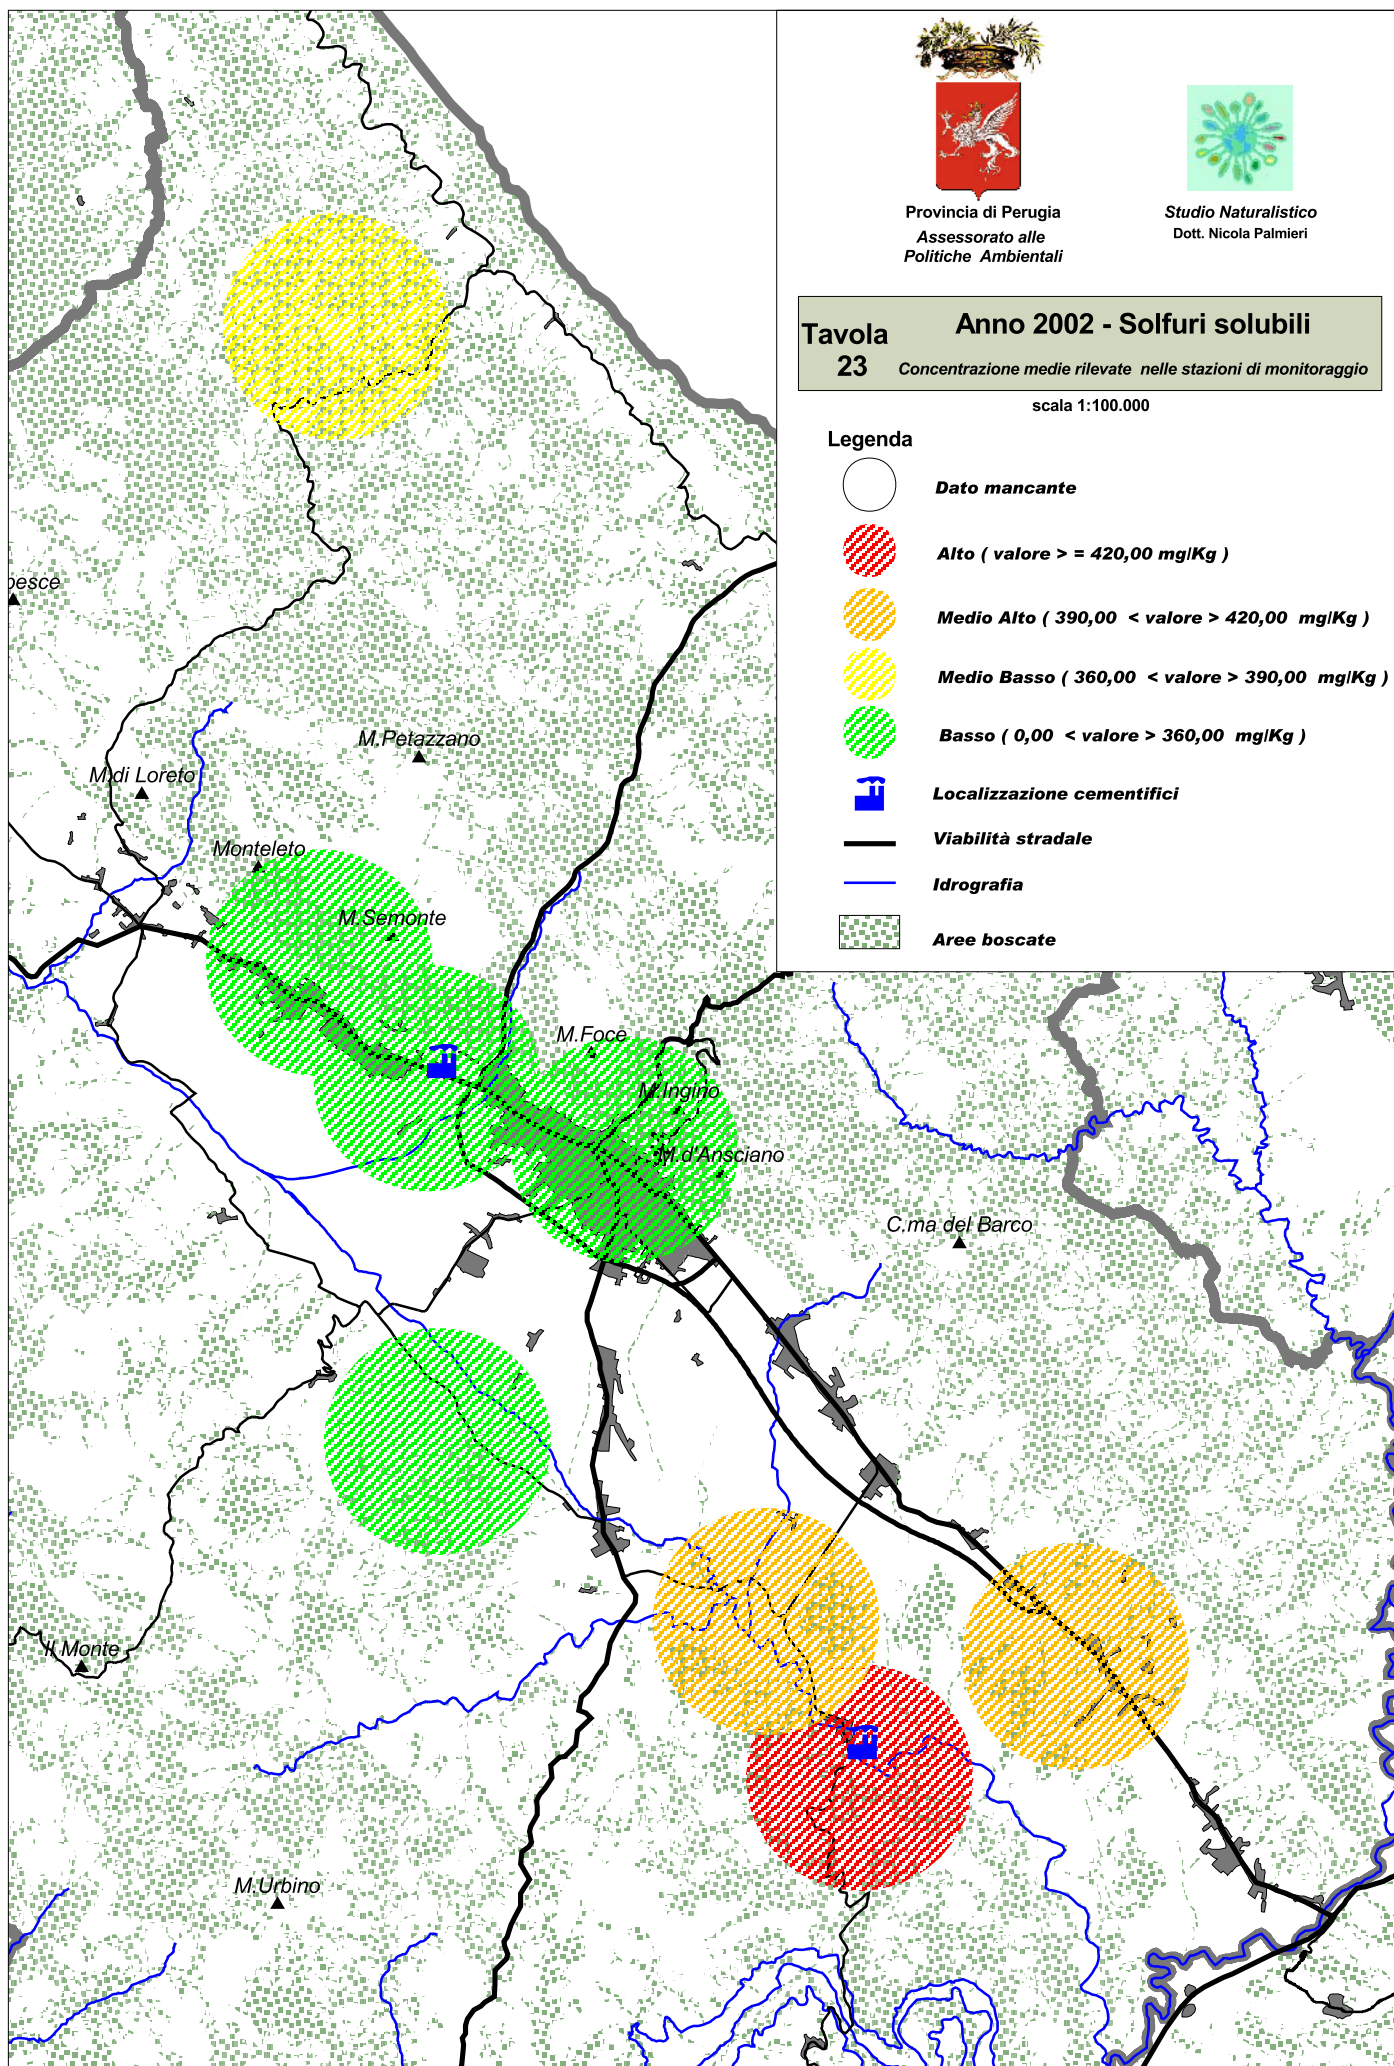 Provincia di Perugia
Assessorato alle
Politiche Ambientali
Studio Naturalistico
Dott. Nicola Palmieri
Tavola
23
Anno 2002 - Solfuri solubili
Concentrazione medie rilevate nelle stazioni di monitoraggio
scala 1:100.000
Legenda
Dato mancante
Alto ( valore > = 420,00 mg/Kg )
Medio Alto ( 390,00 < valore > 420,00 mg/Kg )
Medio Basso ( 360,00 < valore > 390,00 mg/Kg )
Basso ( 0,00 < valore > 360,00 mg/Kg )
Localizzazione cementifici
Viabilità stradale
Idrografia
Aree boscate
pesce
M.Petazzano
M.di Loreto
Monteleto
M.Semonte
M.Foce
M.Ingino
M.d'Ansciano
C.ma del Barco
Il Monte
M.Urbino